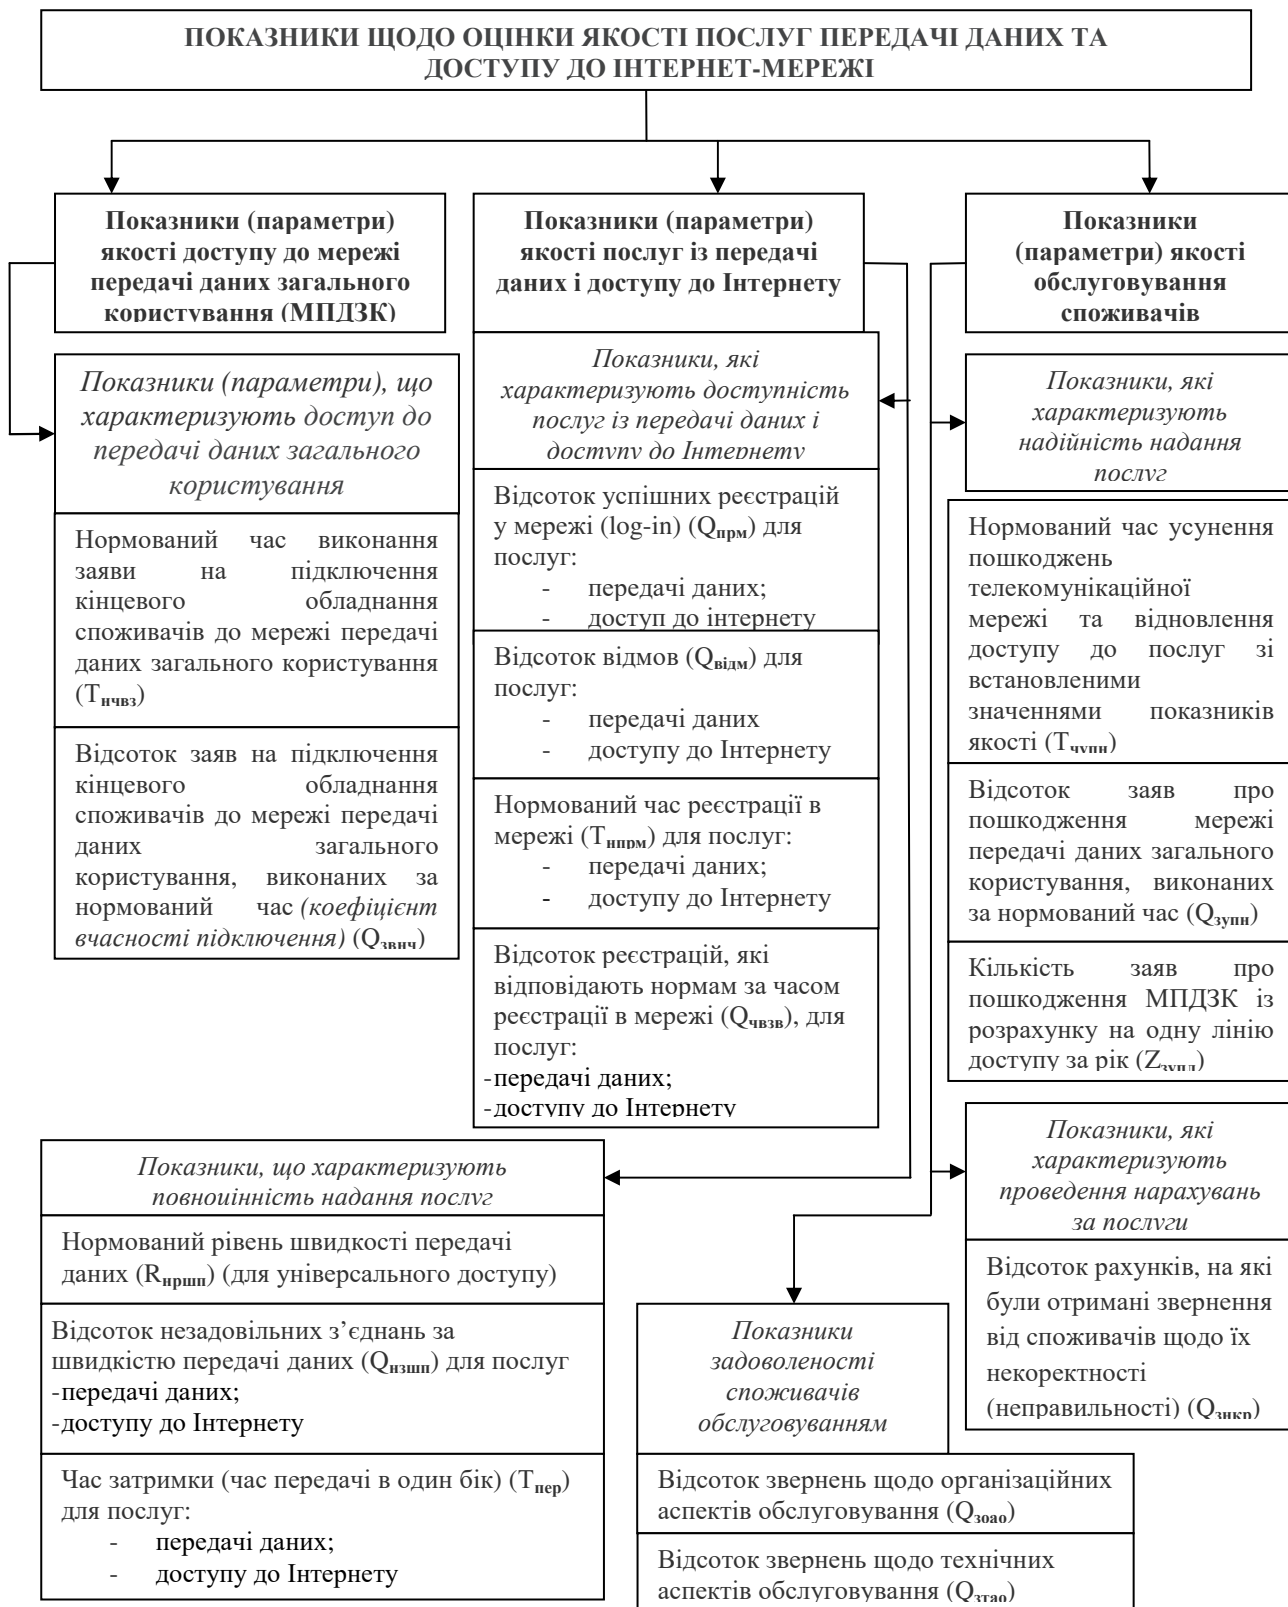 ПОКАЗНИКИ ЩОДО ОЦІНКИ ЯКОСТІ ПОСЛУГ ПЕРЕДАЧІ ДАНИХ ТА
ДОСТУПУ ДО ІНТЕРНЕТ-МЕРЕЖІ
Показники (параметри)
якості доступу до мережі
передачі даних загального
користування (МПДЗК)
Показники (параметри), що
характеризують доступ до
передачі даних загального
користування
Нормований час виконання
заяви на підключення
кінцевого обладнання
споживачів до мережі передачі
даних загального користування
(Tнчвз)
Відсоток заяв на підключення
кінцевого обладнання
споживачів до мережі передачі
даних загального
користування, виконаних за
нормований час (коефіцієнт
вчасності підключення) (Qзвнч)
Показники (параметри)
якості послуг із передачі
даних і доступу до Інтернету
Показники, які
характеризують доступність
послуг із передачі даних і
доступу до Інтернету
Відсоток успішних реєстрацій
у мережі (log-in) (Qпрм) для
послуг:
- передачі даних;
- доступ до інтернету
Відсоток відмов (Qвідм) для
послуг:
- передачі даних
- доступу до Інтернету
Нормований час реєстрації в
мережі (Tнпрм) для послуг:
- передачі даних;
- доступу до Інтернету
Відсоток реєстрацій, які
відповідають нормам за часом
реєстрації в мережі (Qчвзв), для
послуг:
-передачі даних;
-доступу до Інтернету
Показники
(параметри) якості
обслуговування
споживачів
Показники, які
характеризують
надійність надання
послуг
Нормований час усунення
пошкоджень
телекомунікаційної
мережі та відновлення
доступу до послуг зі
встановленими
значеннями показників
якості (Tчупн)
Відсоток заяв про
пошкодження мережі
передачі даних загального
користування, виконаних
за нормований час (Qзупн)
Кількість заяв про
пошкодження МПДЗК із
розрахунку на одну лінію
доступу за рік (Zзупл)
Показники, що характеризують
повноцінність надання послуг
Нормований рівень швидкості передачі
даних (Rнршп) (для універсального доступу)
Відсоток незадовільних з’єднань за
швидкістю передачі даних (Qнзшп) для послуг
-передачі даних;
-доступу до Інтернету
Час затримки (час передачі в один бік) (Tпер)
для послуг:
- передачі даних;
- доступу до Інтернету
Показники
задоволеності
споживачів
обслуговуванням
Відсоток звернень щодо організаційних
аспектів обслуговування (Qзоао)
Відсоток звернень щодо технічних
аспектів обслуговування (Qзтао)
Показники, які
характеризують
проведення нарахувань
за послуги
Відсоток рахунків, на які
були отримані звернення
від споживачів щодо їх
некоректності
(неправильності) (Qзнкр)